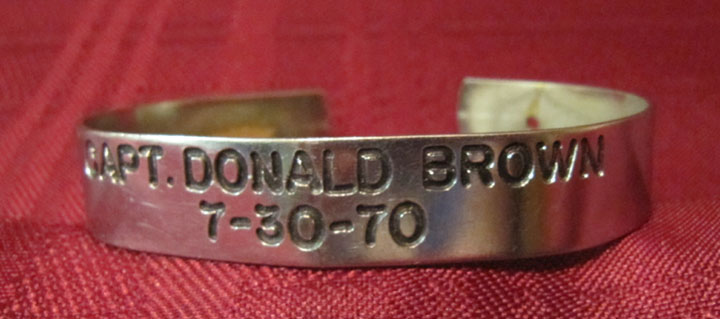 CAPT. DONALD BROWN
7-30-70